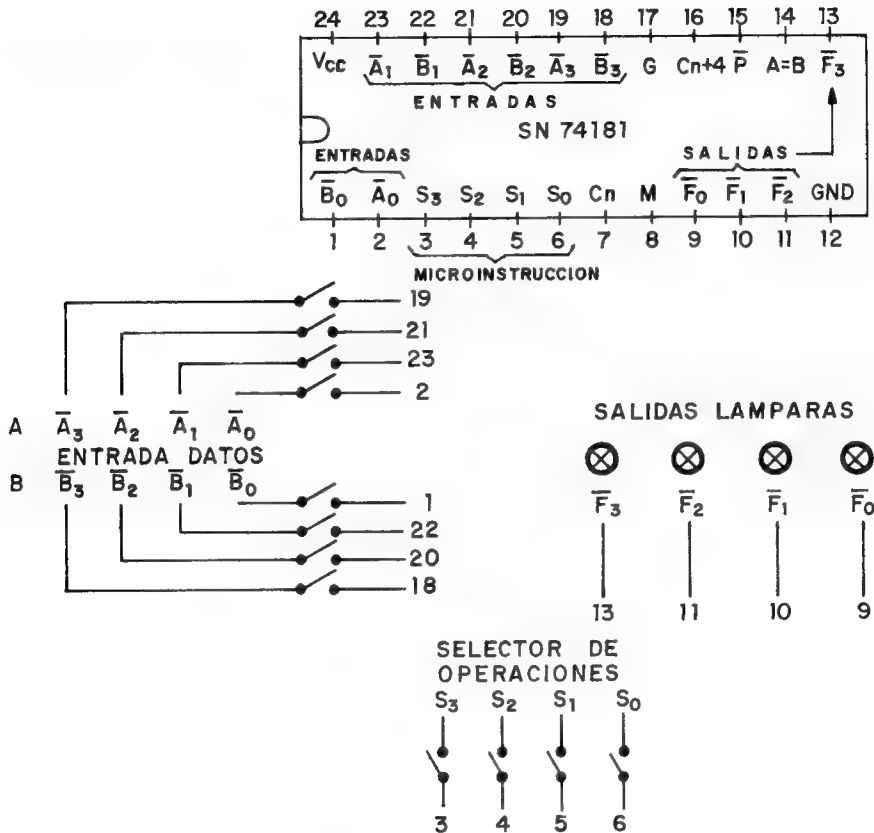 24 23 22 21 20 19 18 17 16 15 14 13
Vcc A̅1 B̅1 A̅2 B̅2 A̅3 B̅3 G Cn+4 P̅ A=B F̅3
ENTRADAS
SN 74181
ENTRADAS SALIDAS
B̅0 A̅0 S3 S2 S1 S0 Cn M F̅0 F̅1 F̅2 GND
1 2 3 4 5 6 7 8 9 10 11 12
MICROINSTRUCCION
19
21
23
2
A A̅3 A̅2 A̅1 A̅0
ENTRADA DATOS
B B̅3 B̅2 B̅1 B̅0
1
22
20
18
SALIDAS LAMPARAS
F̅3 F̅2 F̅1 F̅0
13 11 10 9
SELECTOR DE
OPERACIONES
S3 S2 S1 S0
3 4 5 6